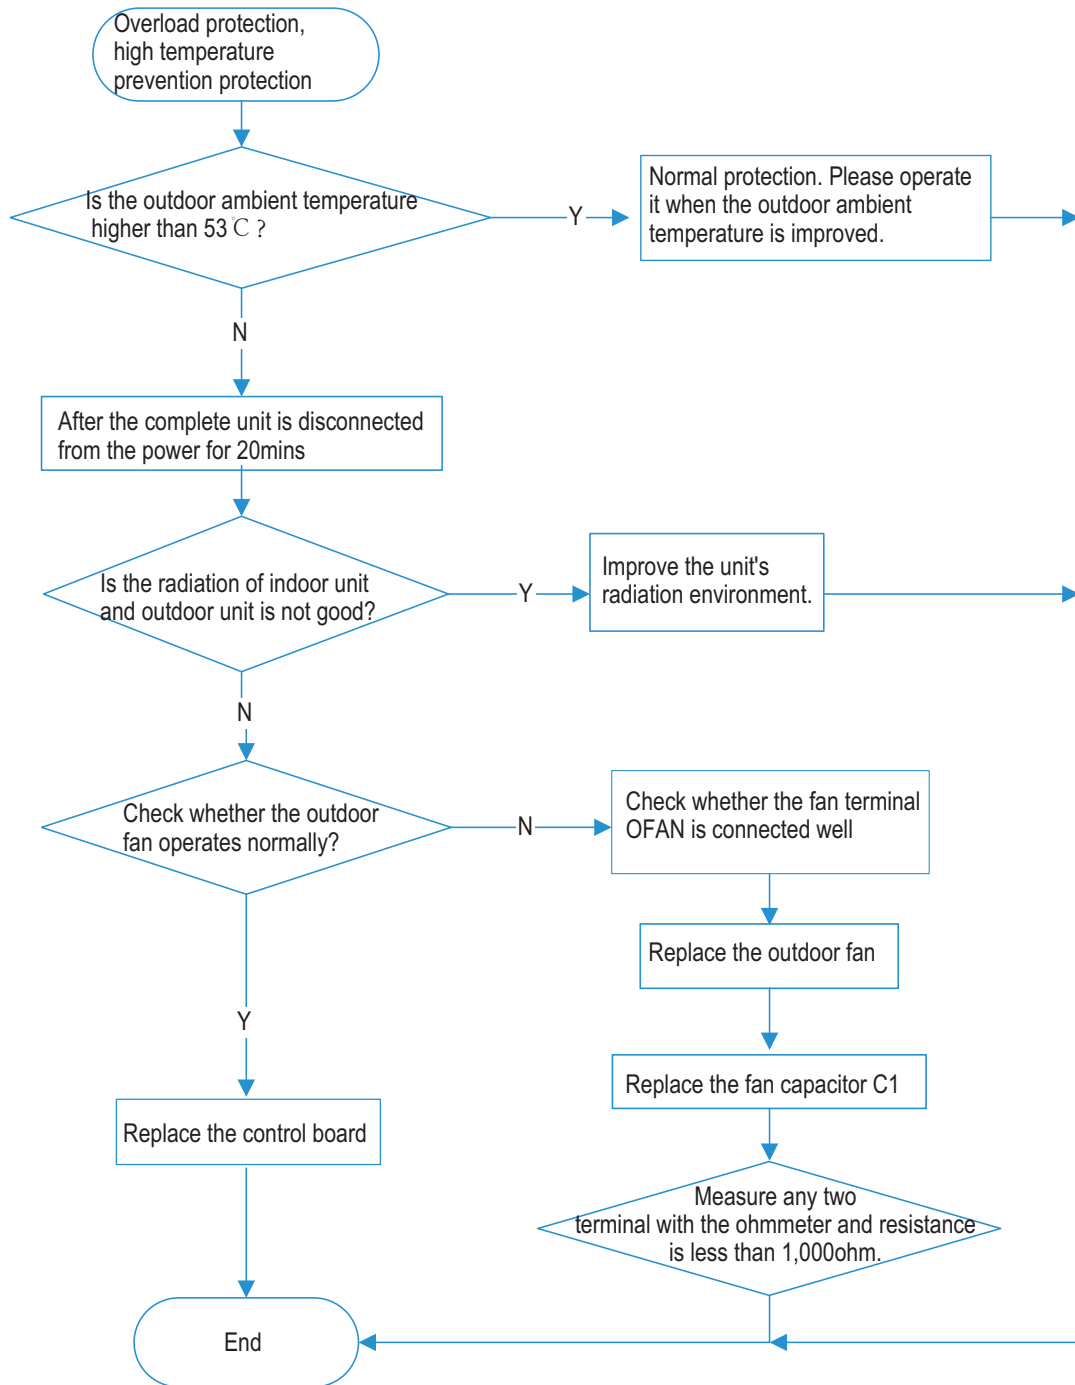 Overload protection,
high temperature
prevention protection
Is the outdoor ambient temperature
higher than 53℃ ?
Y
Normal protection. Please operate
it when the outdoor ambient
temperature is improved.
N
After the complete unit is disconnected
from the power for 20mins
Is the radiation of indoor unit
and outdoor unit is not good?
Y
Improve the unit's
radiation environment.
N
Check whether the outdoor
fan operates normally?
N
Check whether the fan terminal
OFAN is connected well
Replace the outdoor fan
Y
Replace the fan capacitor C1
Replace the control board
Measure any two
terminal with the ohmmeter and resistance
is less than 1,000ohm.
End